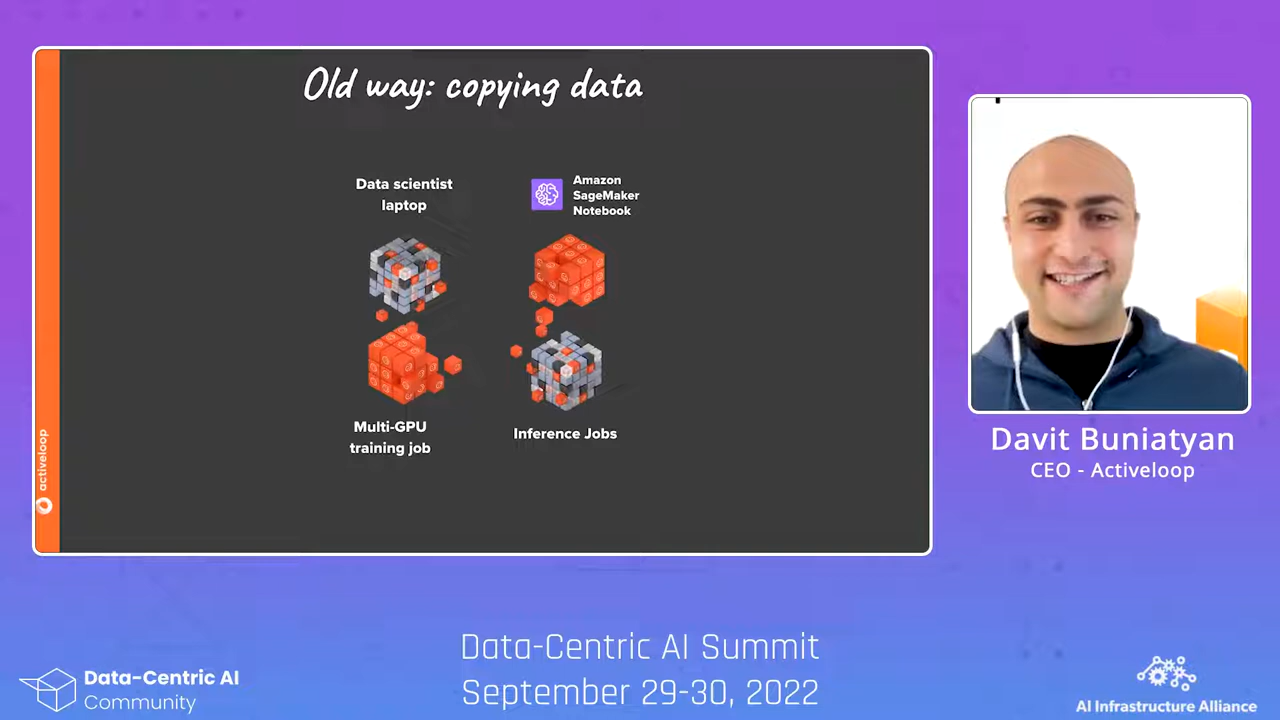 Old way: copying data
Data scientist
laptop
Amazon
SageMaker
Notebook
Multi-GPU
training job
Inference Jobs
activeloop
Davit Buniatyan
CEO - Activeloop
Data-Centric AI Summit
September 29-30, 2022
Data-Centric AI
Community
AI Infrastructure Alliance